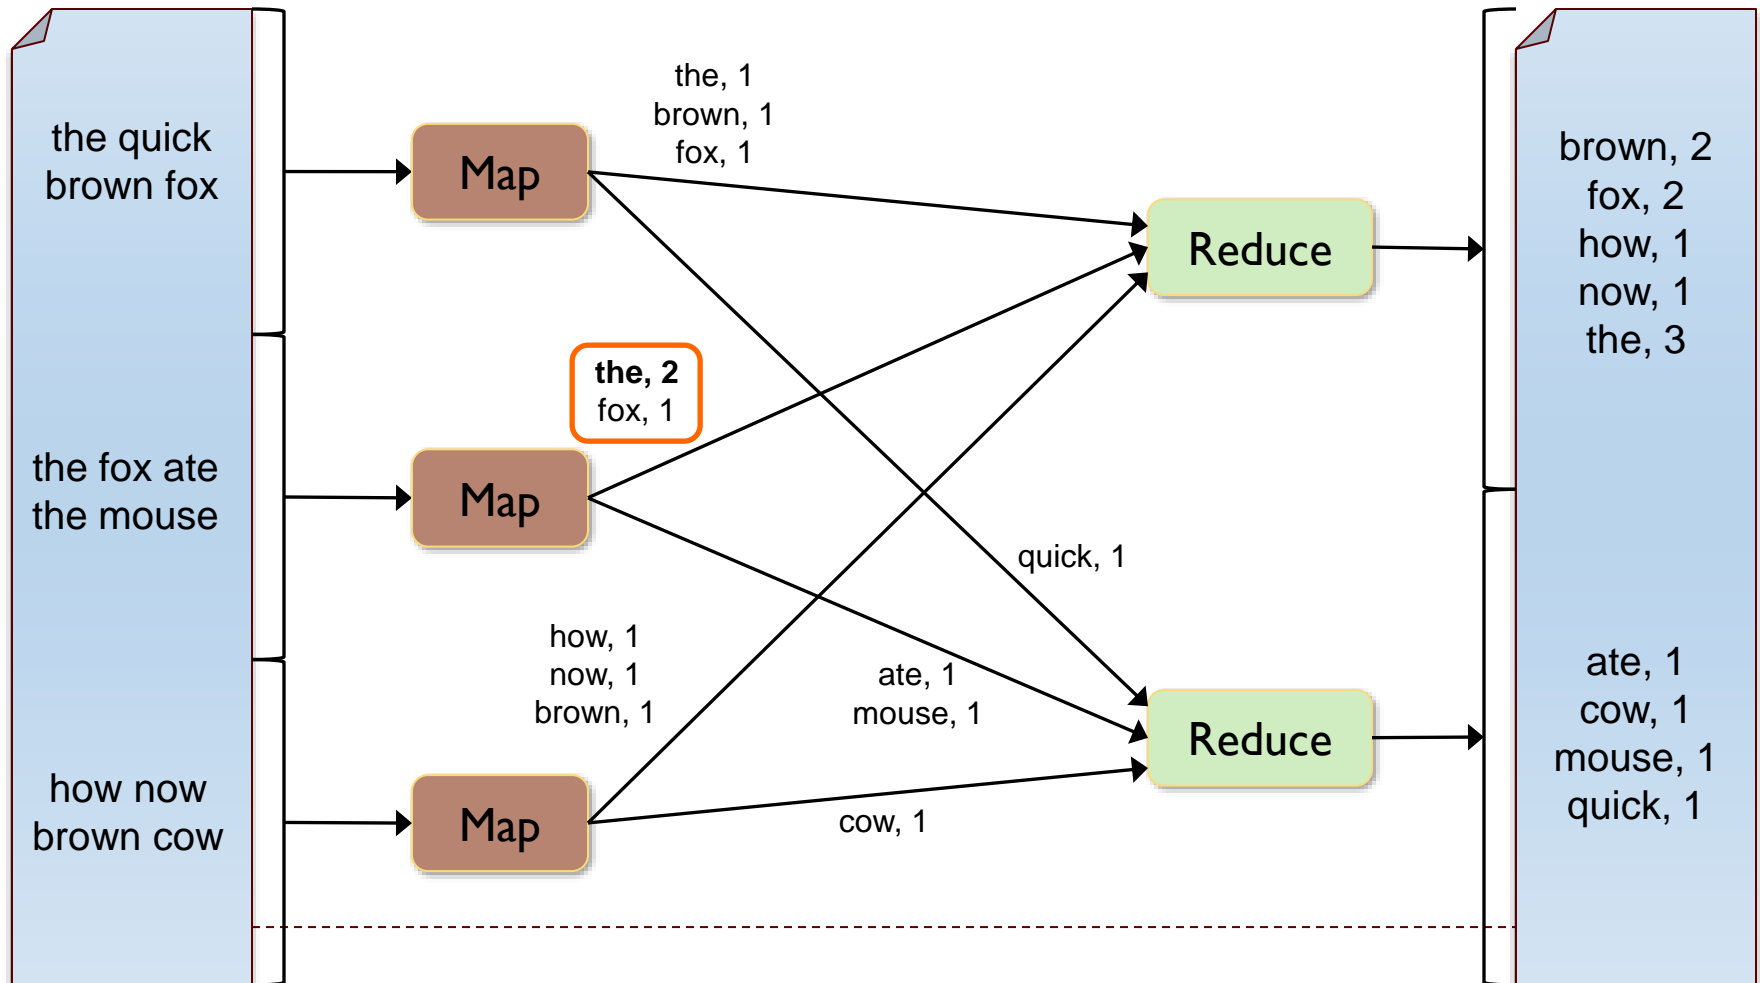 the quick
brown fox
the fox ate
the mouse
how now
brown cow
Map
Map
Map
the, 1
brown, 1
fox, 1
the, 2
fox, 1
how, 1
now, 1
brown, 1
quick, 1
ate, 1
mouse, 1
cow, 1
Reduce
Reduce
brown, 2
fox, 2
how, 1
now, 1
the, 3
ate, 1
cow, 1
mouse, 1
quick, 1